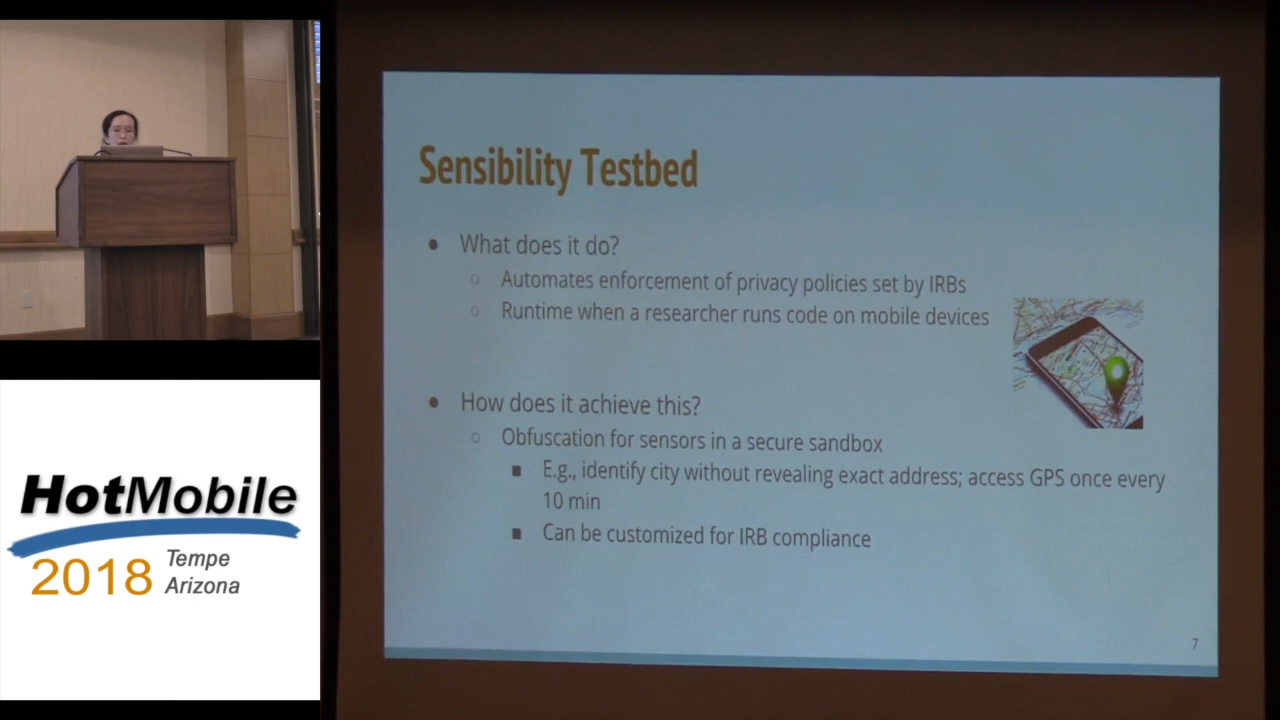 Sensibility Testbed
● What does it do?
○ Automates enforcement of privacy policies set by IRBs
○ Runtime when a researcher runs code on mobile devices
● How does it achieve this?
○ Obfuscation for sensors in a secure sandbox
■ E.g., identify city without revealing exact address; access GPS once every
10 min
■ Can be customized for IRB compliance
7
HotMobile
2018
Tempe
Arizona